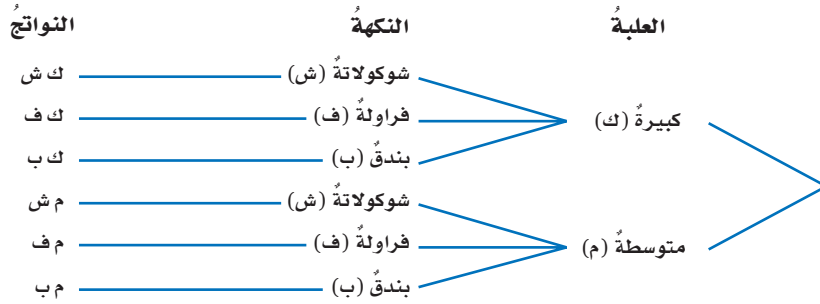 العلبةُ النكهةُ النواتجُ
شوكولاتةٌ (ش) ك ش
كبيرةٌ (ك) فراولةٌ (ف) ك ف
بندقٌ (ب) ك ب
شوكولاتةٌ (ش) م ش
متوسطةٌ (م) فراولةٌ (ف) م ف
بندقٌ (ب) م ب